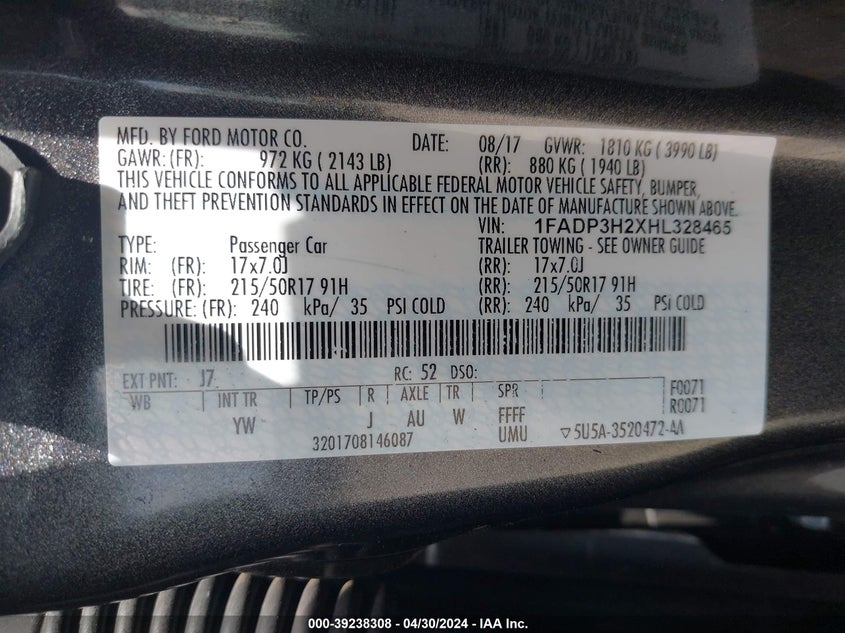 MFD. BY FORD MOTOR CO. DATE: 08/17 GVWR: 1810 KG ( 3990 LB)
GAWR: (FR): 972 KG ( 2143 LB) (RR): 880 KG ( 1940 LB)
THIS VEHICLE CONFORMS TO ALL APPLICABLE FEDERAL MOTOR VEHICLE SAFETY, BUMPER,
AND THEFT PREVENTION STANDARDS IN EFFECT ON THE DATE OF MANUFACTURE SHOWN ABOVE.
VIN: 1FADP3H2XHL328465
TYPE: Passenger Car TRAILER TOWING - SEE OWNER GUIDE
RIM: (FR): 17x7.0J (RR): 17x7.0J
TIRE: (FR): 215/50R17 91H (RR): 215/50R17 91H
PRESSURE: (FR): 240 kPa/ 35 PSI COLD (RR): 240 kPa/ 35 PSI COLD
EXT PNT: J7 RC: 52 DSO:
WB INT TR TP/PS R AXLE TR SPR F0071
YW J AU W FFFF R0071
3201708146087 UMU ▽5U5A-3520472-AA
000-39238308 - 04/30/2024 - IAA Inc.